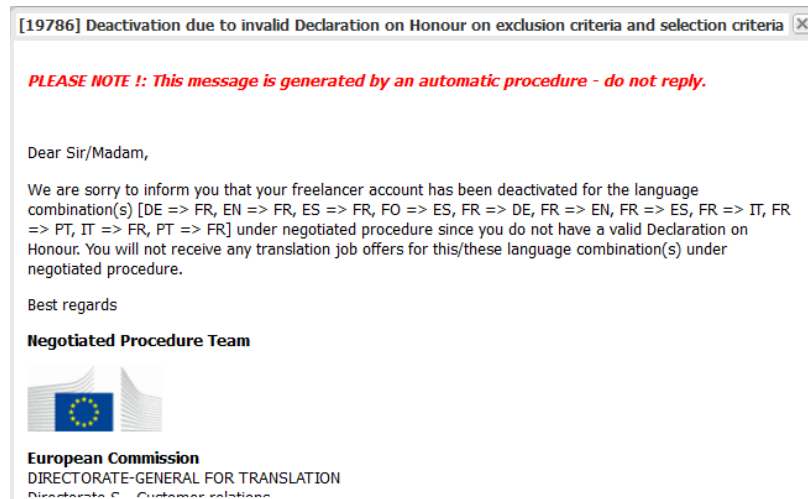 [19786] Deactivation due to invalid Declaration on Honour on exclusion criteria and selection criteria
PLEASE NOTE !: This message is generated by an automatic procedure - do not reply.
Dear Sir/Madam,
We are sorry to inform you that your freelancer account has been deactivated for the language
combination(s) [DE => FR, EN => FR, ES => FR, FO => ES, FR => DE, FR => EN, FR => ES, FR => IT, FR
=> PT, IT => FR, PT => FR] under negotiated procedure since you do not have a valid Declaration on
Honour. You will not receive any translation job offers for this/these language combination(s) under
negotiated procedure.
Best regards
Negotiated Procedure Team
European Commission
DIRECTORATE-GENERAL FOR TRANSLATION
Directorate S - Customer relations